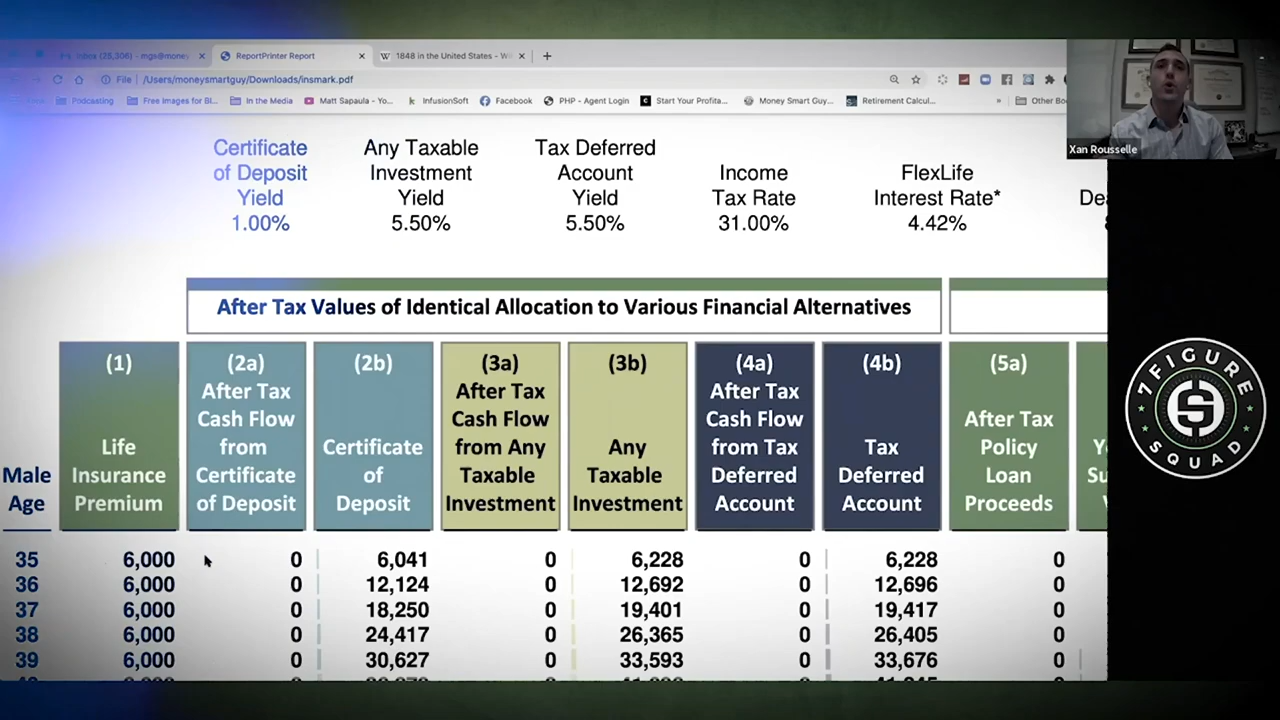 Index (25,306) - mgs@money
ReportPrinter Report
1848 in the United States - Wi
File
/Users/moneysmartguy/Downloads/insmark.pdf
Podcasting
Free Images for Bl...
In the Media
Matt Sapaula - Yo...
InfusionSoft
Facebook
PHP - Agent Login
Start Your Profita...
Money Smart Guy...
Retirement Calcul...
»
Other Bo
Xan Rousselle
Certificate
of Deposit
Yield
1.00%
Any Taxable
Investment
Yield
5.50%
Tax Deferred
Account
Yield
5.50%
Income
Tax Rate
31.00%
FlexLife
Interest Rate*
4.42%
After Tax Values of Identical Allocation to Various Financial Alternatives
Male
Age
(1)
Life
Insurance
Premium
(2a)
After Tax
Cash Flow
from
Certificate
of Deposit
(2b)
Certificate
of
Deposit
(3a)
After Tax
Cash Flow
from Any
Taxable
Investment
(3b)
Any
Taxable
Investment
(4a)
After Tax
Cash Flow
from Tax
Deferred
Account
(4b)
Tax
Deferred
Account
(5a)
After Tax
Policy
Loan
Proceeds
35 6,000 0 6,041 0 6,228 0 6,228 0
36 6,000 0 12,124 0 12,692 0 12,696 0
37 6,000 0 18,250 0 19,401 0 19,417 0
38 6,000 0 24,417 0 26,365 0 26,405 0
39 6,000 0 30,627 0 33,593 0 33,676 0
7 FIGURE
SQUAD